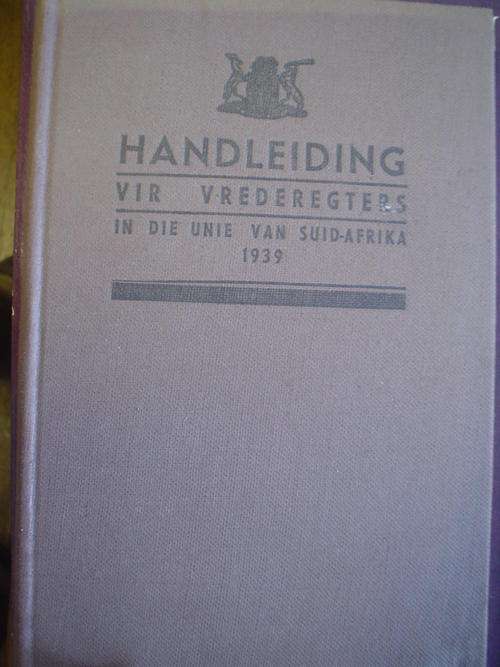 HANDLEIDING
VIR VREDEREGTERS
IN DIE UNIE VAN SUID-AFRIKA
1939